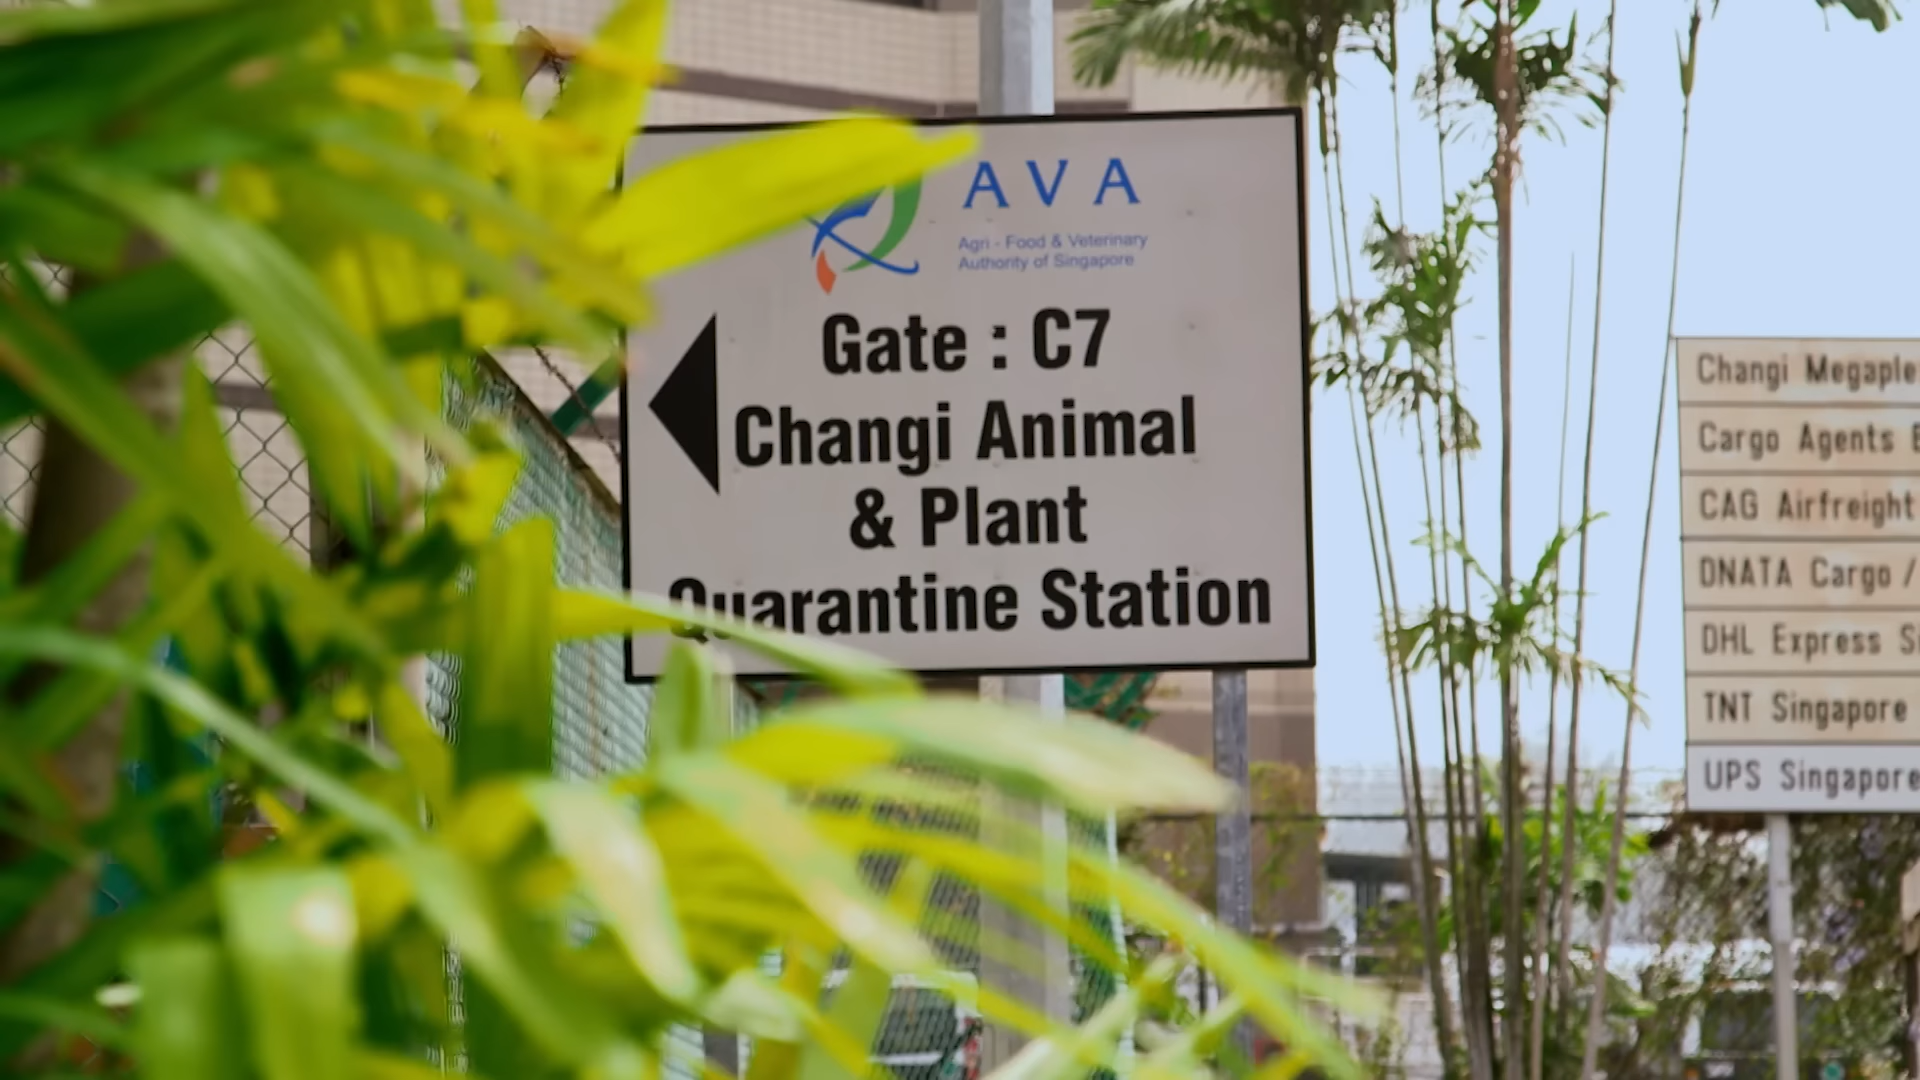 AVA
Agri - Food & Veterinary
Authority of Singapore
Gate : C7
Changi Animal
& Plant
Quarantine Station
Changi
Cargo Agents
CAG Airfreight
DNATA Cargo /
DHL Express
TNT Singapore
UPS Singapore